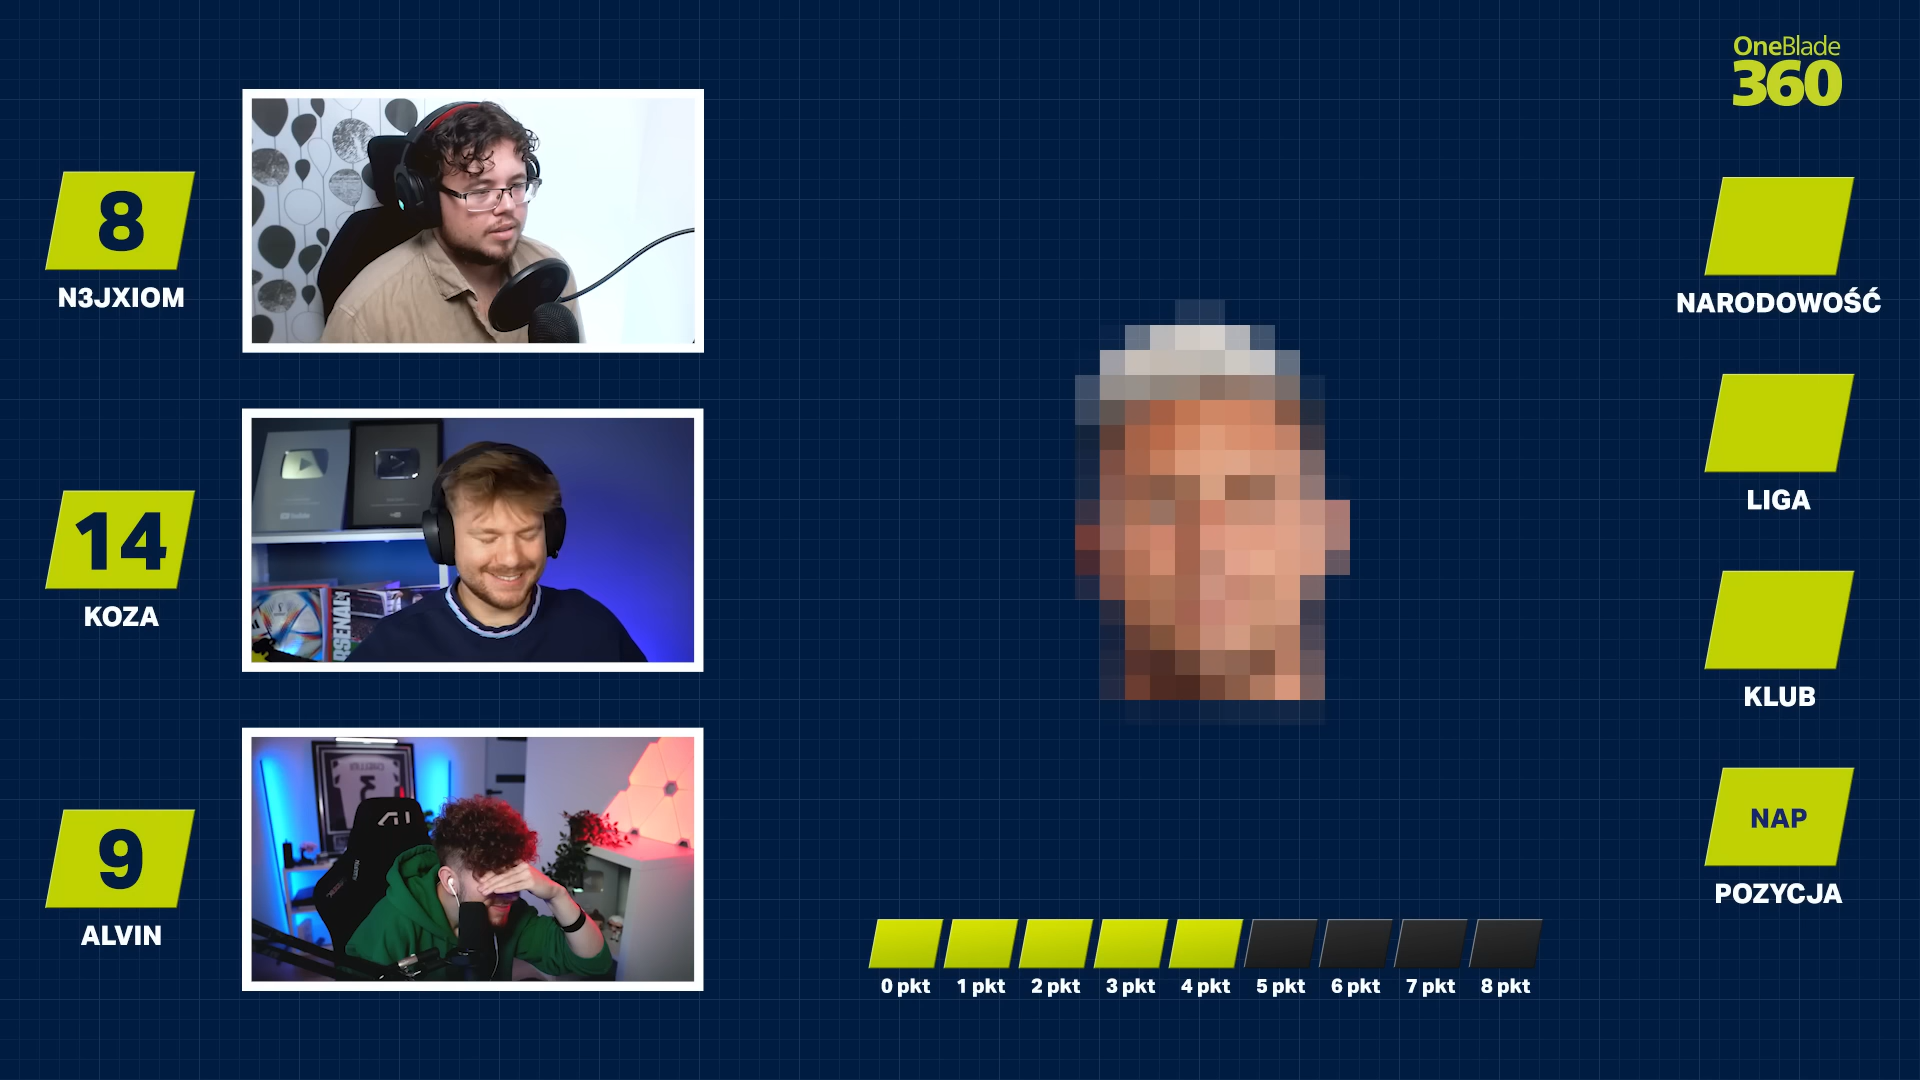 OneBlade
360
8
N3JXIOM
14
KOZA
ARSENAL
9
ALVIN
NARODOWOŚĆ
LIGA
KLUB
NAP
POZYCJA
0 pkt
1 pkt
2 pkt
3 pkt
4 pkt
5 pkt
6 pkt
7 pkt
8 pkt